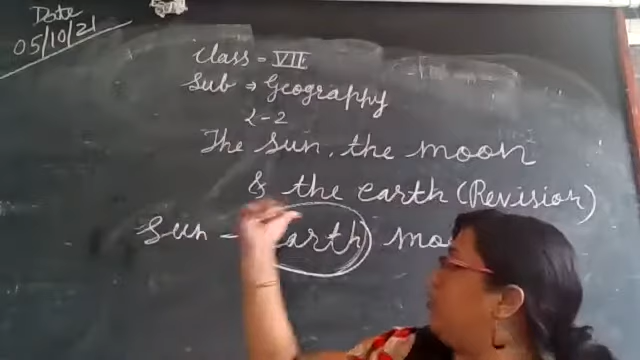 Date
05/10/21
Class = VII
Sub → Geography
L-2
The Sun, the moon
& the earth (Revision)
Sun - earth mo